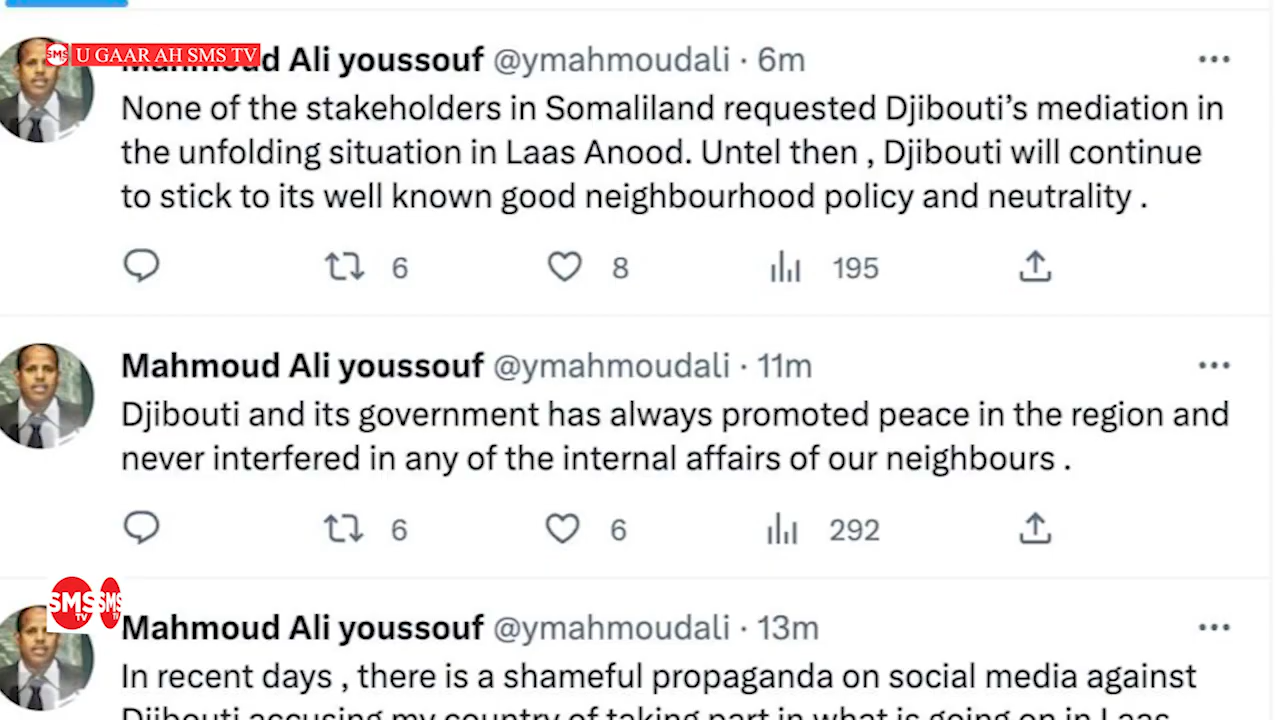 SMS U GAAR AH SMS TV
Mahmoud Ali youssouf @ymahmoudali · 6m
None of the stakeholders in Somaliland requested Djibouti’s mediation in
the unfolding situation in Laas Anood. Untel then , Djibouti will continue
to stick to its well known good neighbourhood policy and neutrality .
6 8 195
Mahmoud Ali youssouf @ymahmoudali · 11m
Djibouti and its government has always promoted peace in the region and
never interfered in any of the internal affairs of our neighbours .
6 6 292
SMS TV SMS TV
Mahmoud Ali youssouf @ymahmoudali · 13m
In recent days , there is a shameful propaganda on social media against
Djibouti accusing my country of taking part in what is going on in Laas